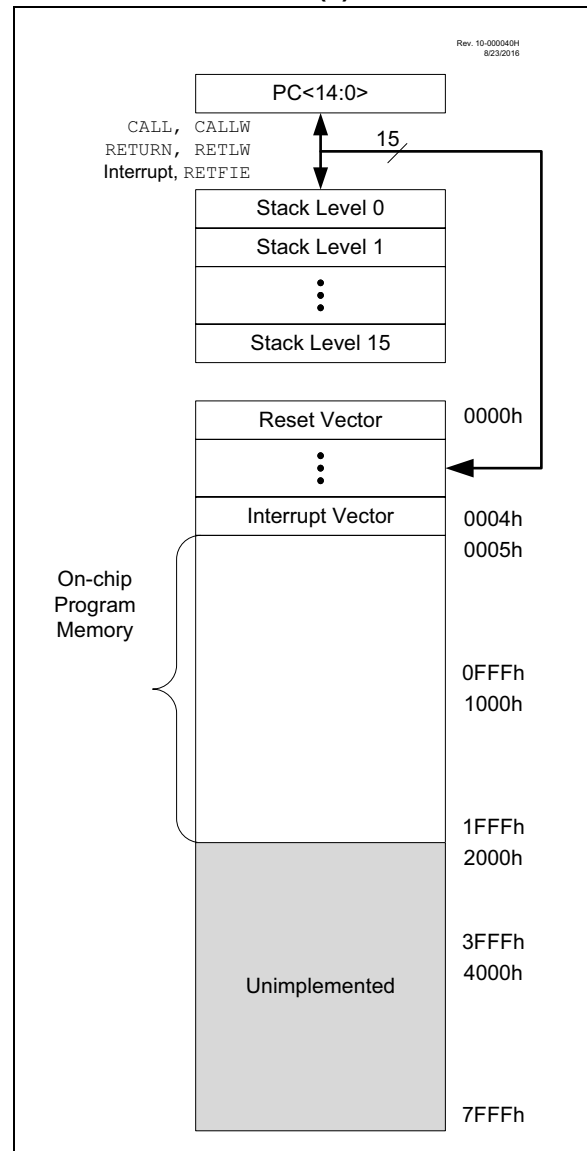 Rev. 10-000040H
8/23/2016
PC<14:0>
CALL, CALLW
RETURN, RETLW
Interrupt, RETFIE
15
Stack Level 0
Stack Level 1
Stack Level 15
Reset Vector
0000h
Interrupt Vector
0004h
0005h
On-chip
Program
Memory
0FFFh
1000h
1FFFh
2000h
3FFFh
Unimplemented
4000h
7FFFh